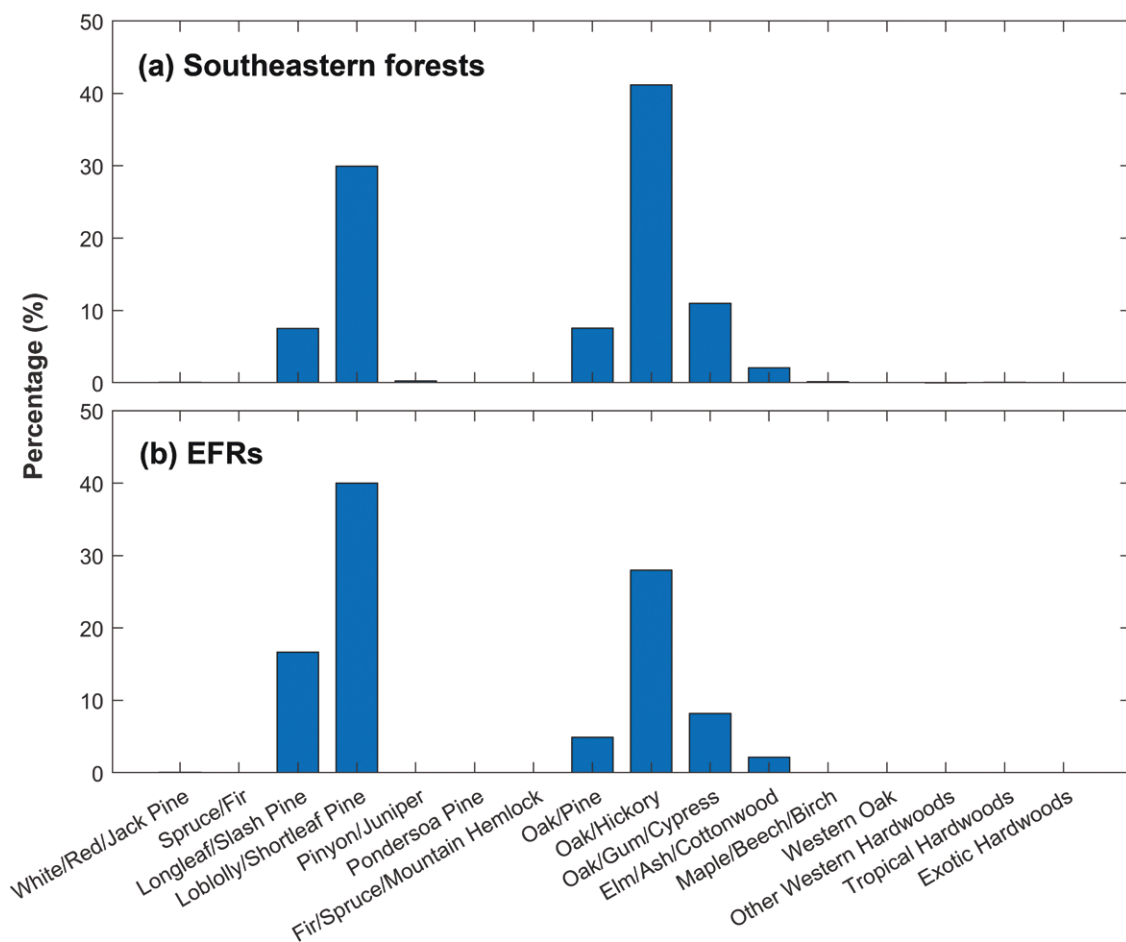 50
(a) Southeastern forests
40
30
20
10
0
Percentage (%)
50
(b) EFRs
40
30
20
10
0
White/Red/Jack Pine
Spruce/Fir
Longleaf/Slash Pine
Loblolly/Shortleaf Pine
Pinyon/Juniper
Pondersoa Pine
Fir/Spruce/Mountain Hemlock
Oak/Pine
Oak/Hickory
Oak/Gum/Cypress
Elm/Ash/Cottonwood
Maple/Beech/Birch
Western Oak
Other Western Hardwoods
Tropical Hardwoods
Exotic Hardwoods